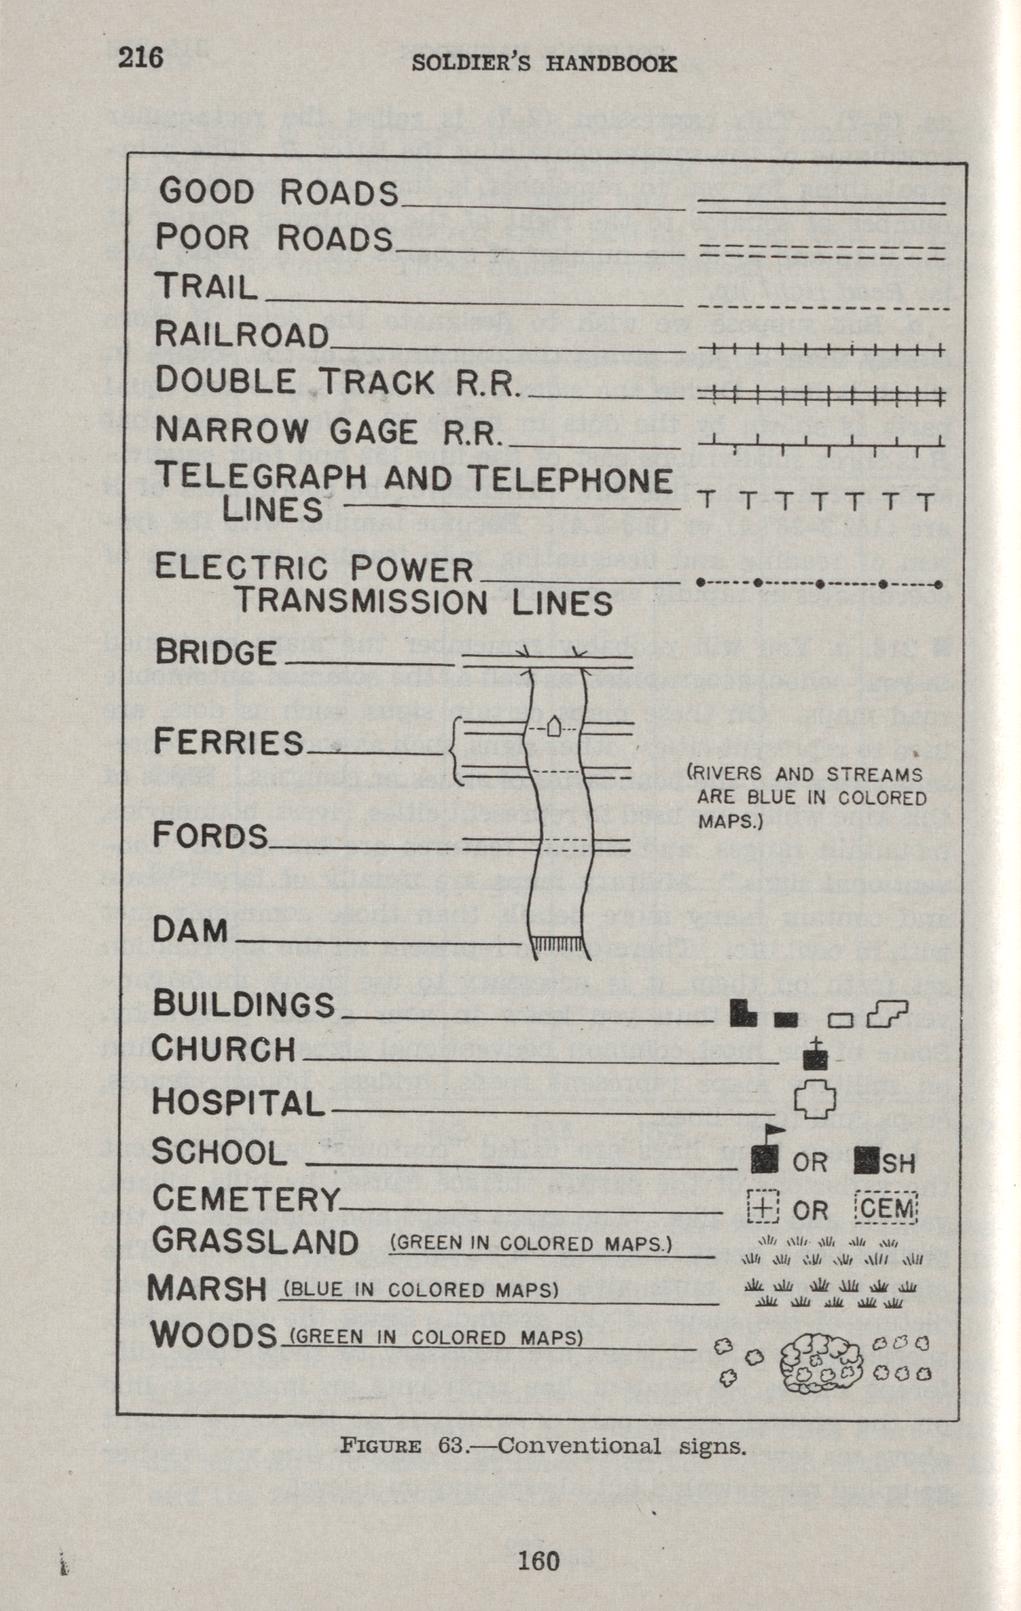 216
SOLDIER'S HANDBOOK
GOOD ROADS
POOR ROADS
TRAIL
RAILROAD
DOUBLE TRACK R.R.
NARROW GAGE R.R.
TELEGRAPH AND TELEPHONE
LINES
T T T T T T T
ELECTRIC POWER
TRANSMISSION LINES
BRIDGE
FERRIES
(RIVERS AND STREAMS
ARE BLUE IN COLORED
MAPS.)
FORDS
DAM
BUILDINGS
CHURCH
HOSPITAL
SCHOOL OR SH
CEMETERY OR CEM
GRASSLAND (GREEN IN COLORED MAPS.)
MARSH (BLUE IN COLORED MAPS)
WOODS (GREEN IN COLORED MAPS)
FIGURE 63.—Conventional signs.
160